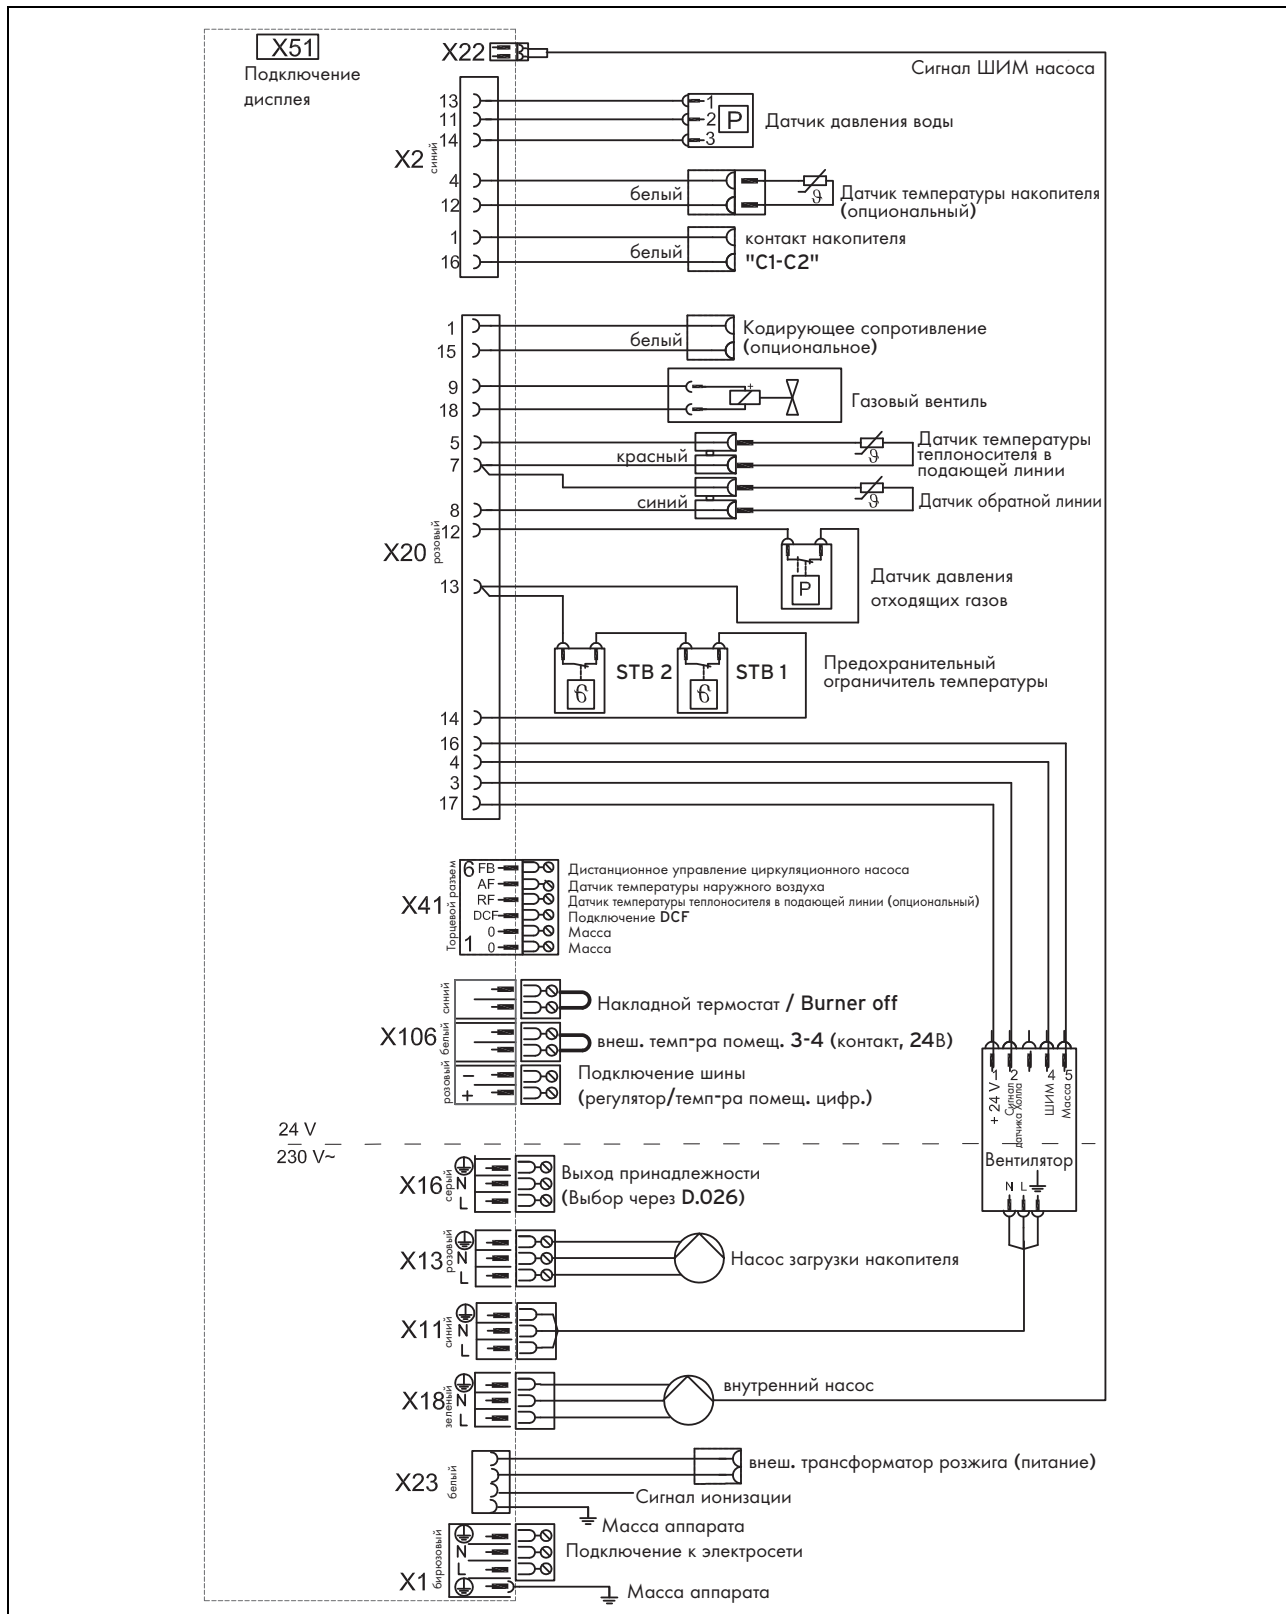 X51
Подключение
дисплея
X22
Сигнал ШИМ насоса
X2
синий
13
11
14
4
12
1
16
1
2
3
P
Датчик давления воды
белый
ϑ
Датчик температуры накопителя
(опциональный)
белый
контакт накопителя
"C1-C2"
X20
розовый
1
15
9
18
5
7
8
12
13
14
16
4
3
17
белый
Кодирующее сопротивление
(опциональное)
+
Газовый вентиль
красный
ϑ
Датчик температуры
теплоносителя в
подающей линии
синий
ϑ
Датчик обратной линии
P
Датчик давления
отходящих газов
STB 2
STB 1
ϑ
ϑ
Предохранительный
ограничитель температуры
X41
Торцевой разъем
6 FB
AF
RF
DCF
0
1 0
Дистанционное управление циркуляционного насоса
Датчик температуры наружного воздуха
Датчик температуры теплоносителя в подающей линии (опциональный)
Подключение DCF
Масса
Масса
X106
синий
белый
розовый
Накладной термостат / Burner off
внеш. темп-ра помещ. 3-4 (контакт, 24В)
–
+
Подключение шины
(регулятор/темп-ра помещ. цифр.)
1 2 4 5
+ 24 V
Сигнал
датчика Холла
ШИМ
Масса
Вентилятор
N L
24 V
230 V~
X16
серый
N
L
Выход принадлежности
(Выбор через D.026)
X13
розовый
N
L
Насос загрузки накопителя
X11
синий
N
L
X18
зеленый
N
L
внутренний насос
X23
белый
внеш. трансформатор розжига (питание)
Сигнал ионизации
Масса аппарата
X1
бирюзовый
N
L
Подключение к электросети
Масса аппарата